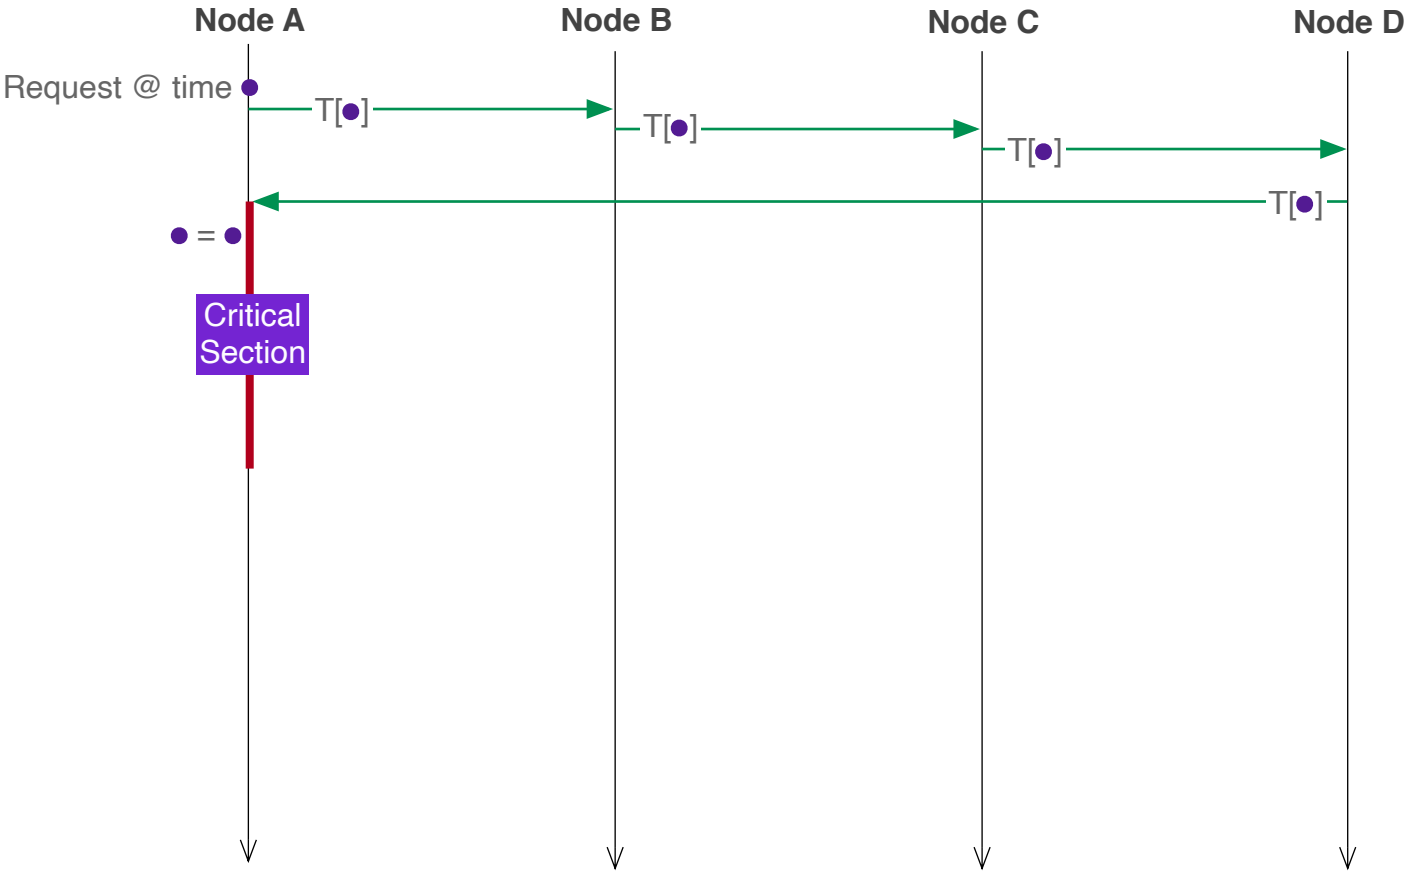 Node A
Node B
Node C
Node D
Request @ time ●
T[●]
T[●]
T[●]
T[●]
● = ●
Critical
Section